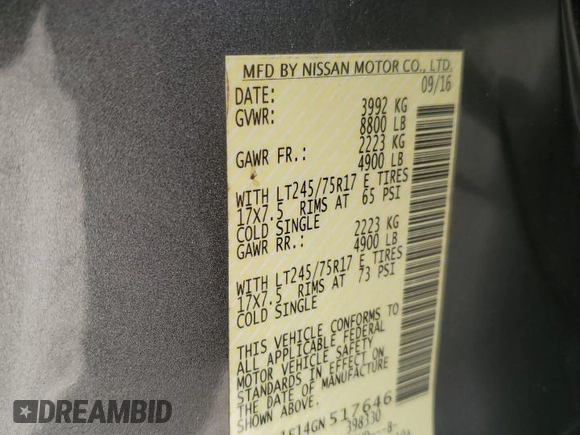 MFD BY NISSAN MOTOR CO., LTD.
DATE: 09/16
GVWR: 3992 KG
8800 LB
GAWR FR.: 2223 KG
4900 LB
WITH LT245/75R17 E TIRES
17X7.5 RIMS AT 65 PSI
COLD SINGLE
GAWR RR.: 2223 KG
4900 LB
WITH LT245/75R17 E TIRES
17X7.5 RIMS AT 73 PSI
COLD SINGLE
THIS VEHICLE CONFORMS TO
ALL APPLICABLE FEDERAL
MOTOR VEHICLE SAFETY
STANDARDS IN EFFECT ON
THE DATE OF MANUFACTURE
SHOWN ABOVE.
517646
398330
DREAMBID